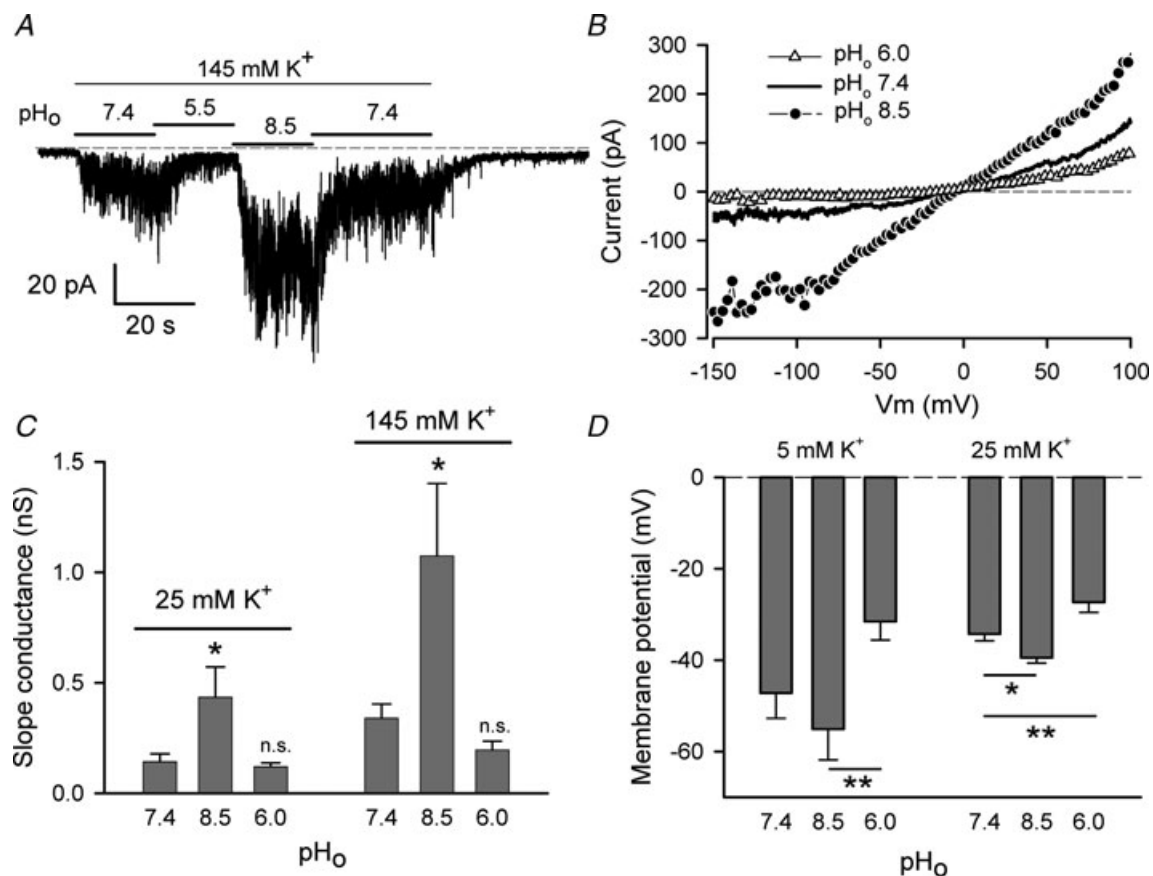 A
145 mM K+
pHo 7.4 5.5 8.5 7.4
20 pA
20 s
B
pHo 6.0
pHo 7.4
pHo 8.5
300
200
100
0
-100
-200
-300
Current (pA)
-150 -100 -50 0 50 100
Vm (mV)
C
145 mM K+
25 mM K+
* n.s. * n.s.
1.5
1.0
0.5
0.0
Slope conductance (nS)
7.4 8.5 6.0 7.4 8.5 6.0
pHo
D
5 mM K+ 25 mM K+
0
-20
-40
-60
Membrane potential (mV)
*
**
**
7.4 8.5 6.0 7.4 8.5 6.0
pHo